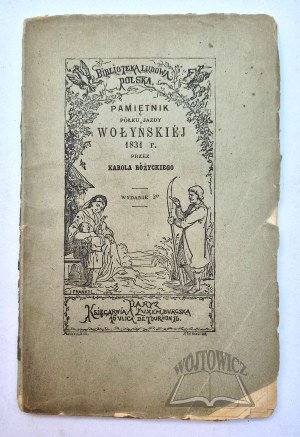 BIBLIOTEKA LUDOWA
POLSKA.
PAMIĘTNIK
PÓŁKU JAZDY
WOŁYŃSKIÉJ
1831 r.
PRZEZ
KAROLA RÓŻYCKIEGO
WYDANIE 3e
PARYŻ
KSIĘGARNIA LUXEMBURGSKA
16 ULICA DE TOURNON 16.
WÓJTOWICZ